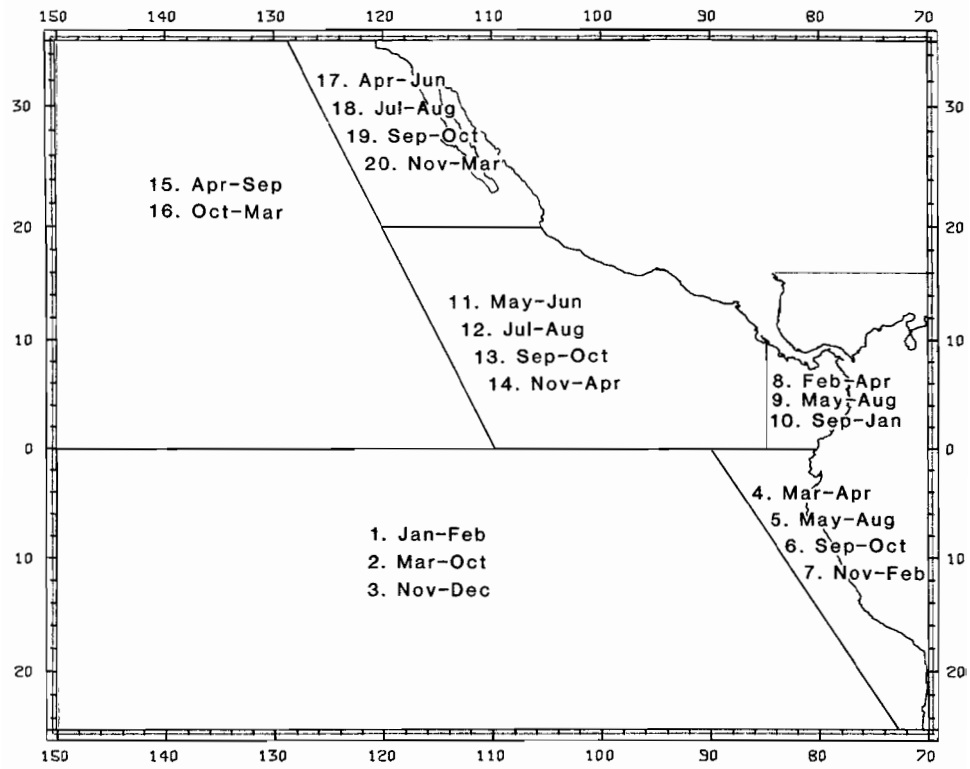 150 140 130 120 110 100 90 80 70
17. Apr-Jun
30 30
18. Jul-Aug
19. Sep-Oct
20. Nov-Mar
15. Apr-Sep
16. Oct-Mar
20 20
11. May-Jun
12. Jul-Aug
10 10
13. Sep-Oct
14. Nov-Apr
8. Feb-Apr
9. May-Aug
10. Sep-Jan
0 0
4. Mar-Apr
5. May-Aug
1. Jan-Feb
6. Sep-Oct
2. Mar-Oct
10 10
7. Nov-Feb
3. Nov-Dec
20 20
150 140 130 120 110 100 90 80 70